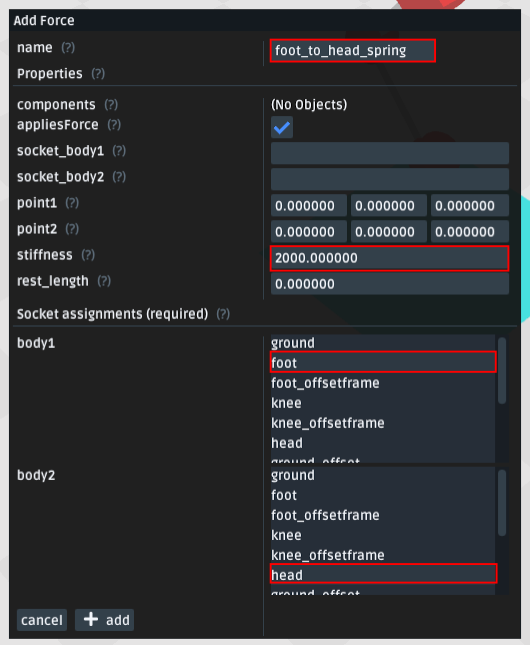 Add Force
name (?) foot_to_head_spring
Properties (?)
components (?) (No Objects)
appliesForce (?)
socket_body1 (?)
socket_body2 (?)
point1 (?) 0.000000 0.000000 0.000000
point2 (?) 0.000000 0.000000 0.000000
stiffness (?) 2000.000000
rest_length (?) 0.000000
Socket assignments (required) (?)
body1 ground
foot
foot_offsetframe
knee
knee_offsetframe
head
ground_offset
body2 ground
foot
foot_offsetframe
knee
knee_offsetframe
head
ground_offset
cancel + add